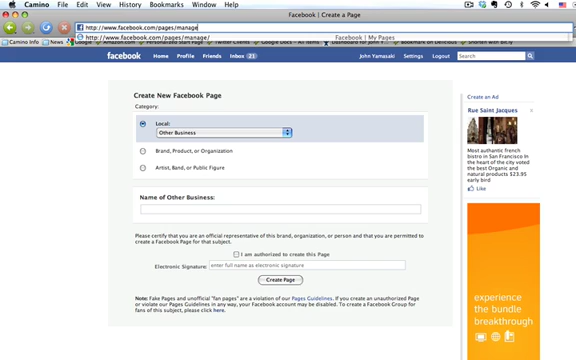 Camino File Edit View History Bookmarks Window Help
Facebook | Create a Page
http://www.facebook.com/pages/manage
http://www.facebook.com/pages/manage/ Facebook | My Pages
facebook Home Profile Friends Inbox 21 John Yamasaki Settings Logout Search
Create New Facebook Page
Category:
Local:
Other Business
Brand, Product, or Organization
Artist, Band, or Public Figure
Name of Other Business:
Please certify that you are an official representative of this brand, organization, or person and that you are permitted to
create a Facebook Page for that subject.
I am authorized to create this Page
Electronic Signature: enter full name as electronic signature
Create Page
Note: Fake Pages and unofficial "fan pages" are a violation of our Pages Guidelines. If you create an unauthorized Page
or violate our Pages Guidelines in any way, your Facebook account may be disabled. To create a Facebook Group for
fans of this subject, please click here.
Create an Ad
Rue Saint Jacques
Most authentic french
bistro in San Francisco In
the heart of the city voted
the best Organic and
natural products $23.95
early bird
Like
experience
the bundle
breakthrough